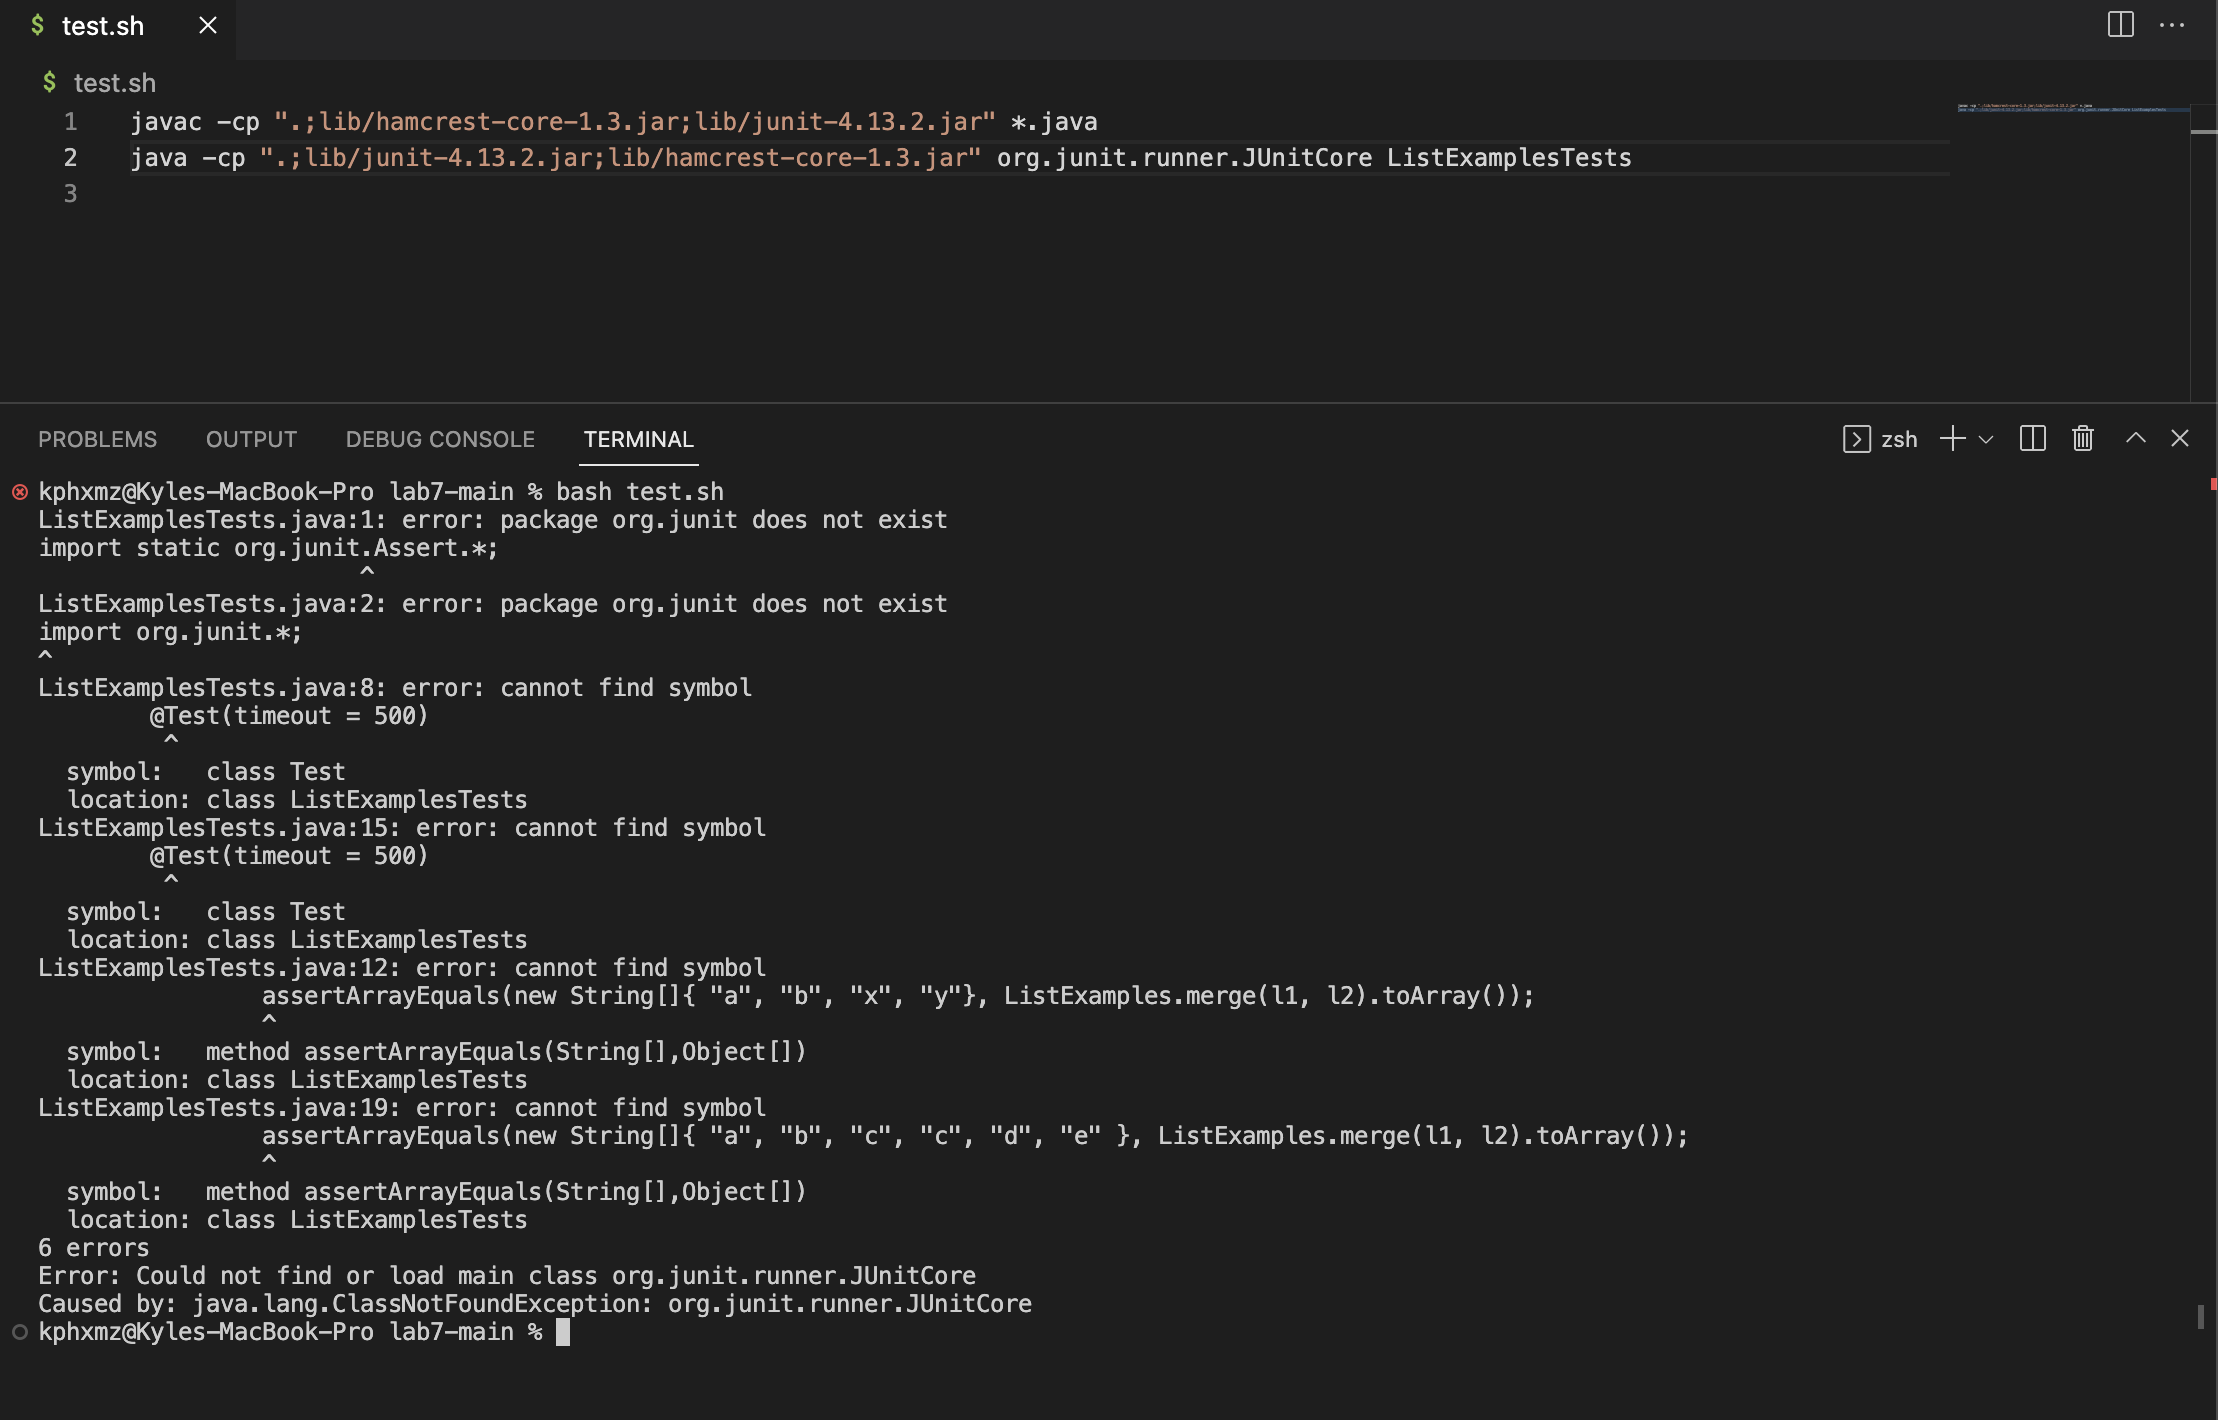 $ test.sh
$ test.sh
1 javac -cp ".;lib/hamcrest-core-1.3.jar;lib/junit-4.13.2.jar" *.java
2 java -cp ".;lib/junit-4.13.2.jar;lib/hamcrest-core-1.3.jar" org.junit.runner.JUnitCore ListExamplesTests
3
PROBLEMS OUTPUT DEBUG CONSOLE TERMINAL zsh
kphxmz@Kyles-MacBook-Pro lab7-main % bash test.sh
ListExamplesTests.java:1: error: package org.junit does not exist
import static org.junit.Assert.*;
^
ListExamplesTests.java:2: error: package org.junit does not exist
import org.junit.*;
^
ListExamplesTests.java:8: error: cannot find symbol
@Test(timeout = 500)
^
symbol:   class Test
location: class ListExamplesTests
ListExamplesTests.java:15: error: cannot find symbol
@Test(timeout = 500)
^
symbol:   class Test
location: class ListExamplesTests
ListExamplesTests.java:12: error: cannot find symbol
assertArrayEquals(new String[]{ "a", "b", "x", "y"}, ListExamples.merge(l1, l2).toArray());
^
symbol:   method assertArrayEquals(String[],Object[])
location: class ListExamplesTests
ListExamplesTests.java:19: error: cannot find symbol
assertArrayEquals(new String[]{ "a", "b", "c", "c", "d", "e" }, ListExamples.merge(l1, l2).toArray());
^
symbol:   method assertArrayEquals(String[],Object[])
location: class ListExamplesTests
6 errors
Error: Could not find or load main class org.junit.runner.JUnitCore
Caused by: java.lang.ClassNotFoundException: org.junit.runner.JUnitCore
kphxmz@Kyles-MacBook-Pro lab7-main %